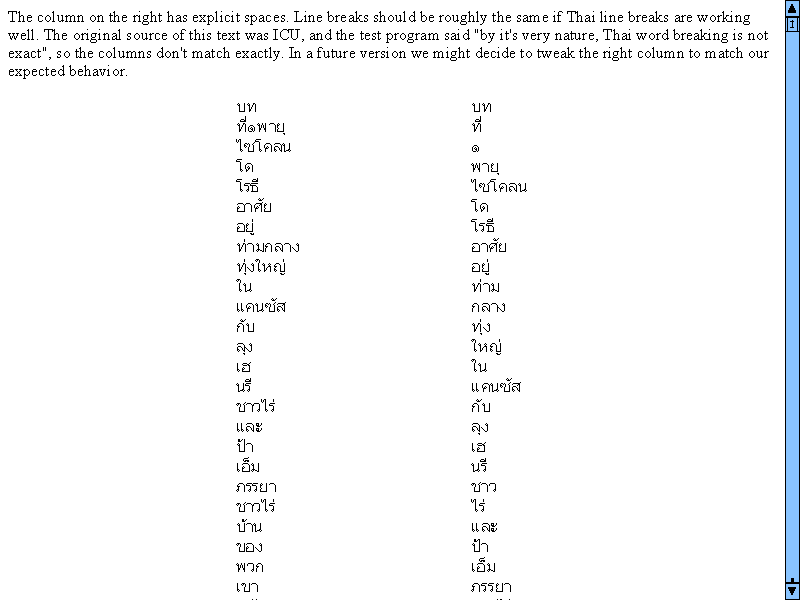 The column on the right has explicit spaces. Line breaks should be roughly the same if Thai line breaks are working
well. The original source of this text was ICU, and the test program said "by it's very nature, Thai word breaking is not
exact", so the columns don't match exactly. In a future version we might decide to tweak the right column to match our
expected behavior.
บท
ที่๑พายุ
ไซโคลน
โด
โรธี
อาศัย
อยู่
ท่ามกลาง
ทุ่งใหญ่
ใน
แคนซัส
กับ
ลุง
เฮ
นรี
ชาวไร่
และ
ป้า
เอ็ม
ภรรยา
ชาวไร่
บ้าน
ของ
พวก
เขา
บท
ที่
๑
พายุ
ไซโคลน
โด
โรธี
อาศัย
อยู่
ท่าม
กลาง
ทุ่ง
ใหญ่
ใน
แคนซัส
กับ
ลุง
เฮ
นรี
ชาว
ไร่
และ
ป้า
เอ็ม
ภรรยา